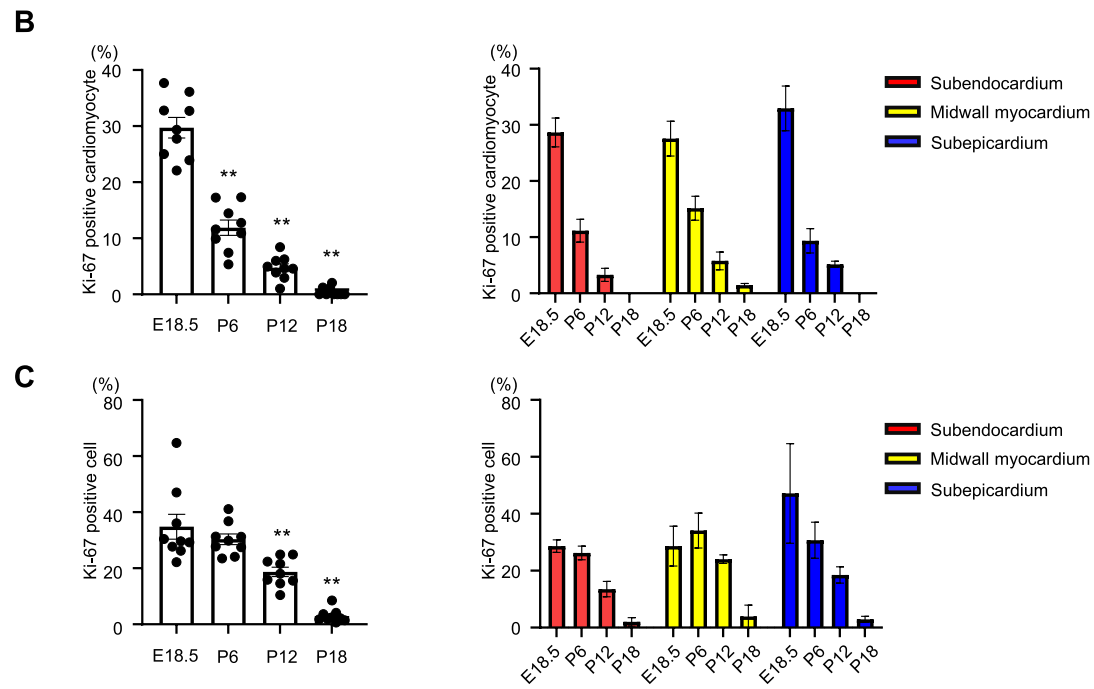 B
(%)
Ki-67 positive cardiomyocyte
40
30
20
10
0
**
**
**
E18.5 P6 P12 P18
(%)
Ki-67 positive cardiomyocyte
40
30
20
10
0
E18.5 P6 P12 P18 E18.5 P6 P12 P18 E18.5 P6 P12 P18
Subendocardium
Midwall myocardium
Subepicardium
C
(%)
Ki-67 positive cell
80
60
40
20
0
**
**
E18.5 P6 P12 P18
(%)
Ki-67 positive cell
80
60
40
20
0
E18.5 P6 P12 P18 E18.5 P6 P12 P18 E18.5 P6 P12 P18
Subendocardium
Midwall myocardium
Subepicardium